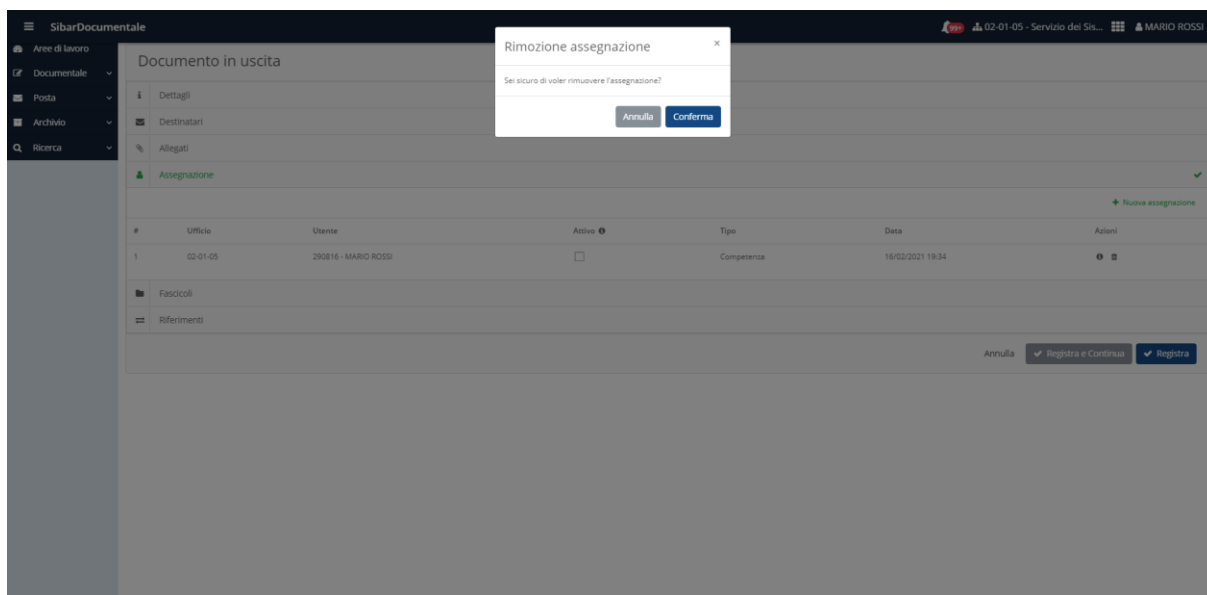 SibarDocumentale
99+ 02-01-05 - Servizio dei Sis... MARIO ROSSI
Aree di lavoro
Documentale
Posta
Archivio
Ricerca
Rimozione assegnazione ×
Sei sicuro di voler rimuovere l'assegnazione?
Annulla Conferma
Documento in uscita
Dettagli
Destinatari
Allegati
Assegnazione
+ Nuova assegnazione
# Ufficio Utente Attivo Tipo Data Azioni
1 02-01-05 290816 - MARIO ROSSI Competenza 16/02/2021 19:34
Fascicoli
Riferimenti
Annulla Registra e Continua Registra